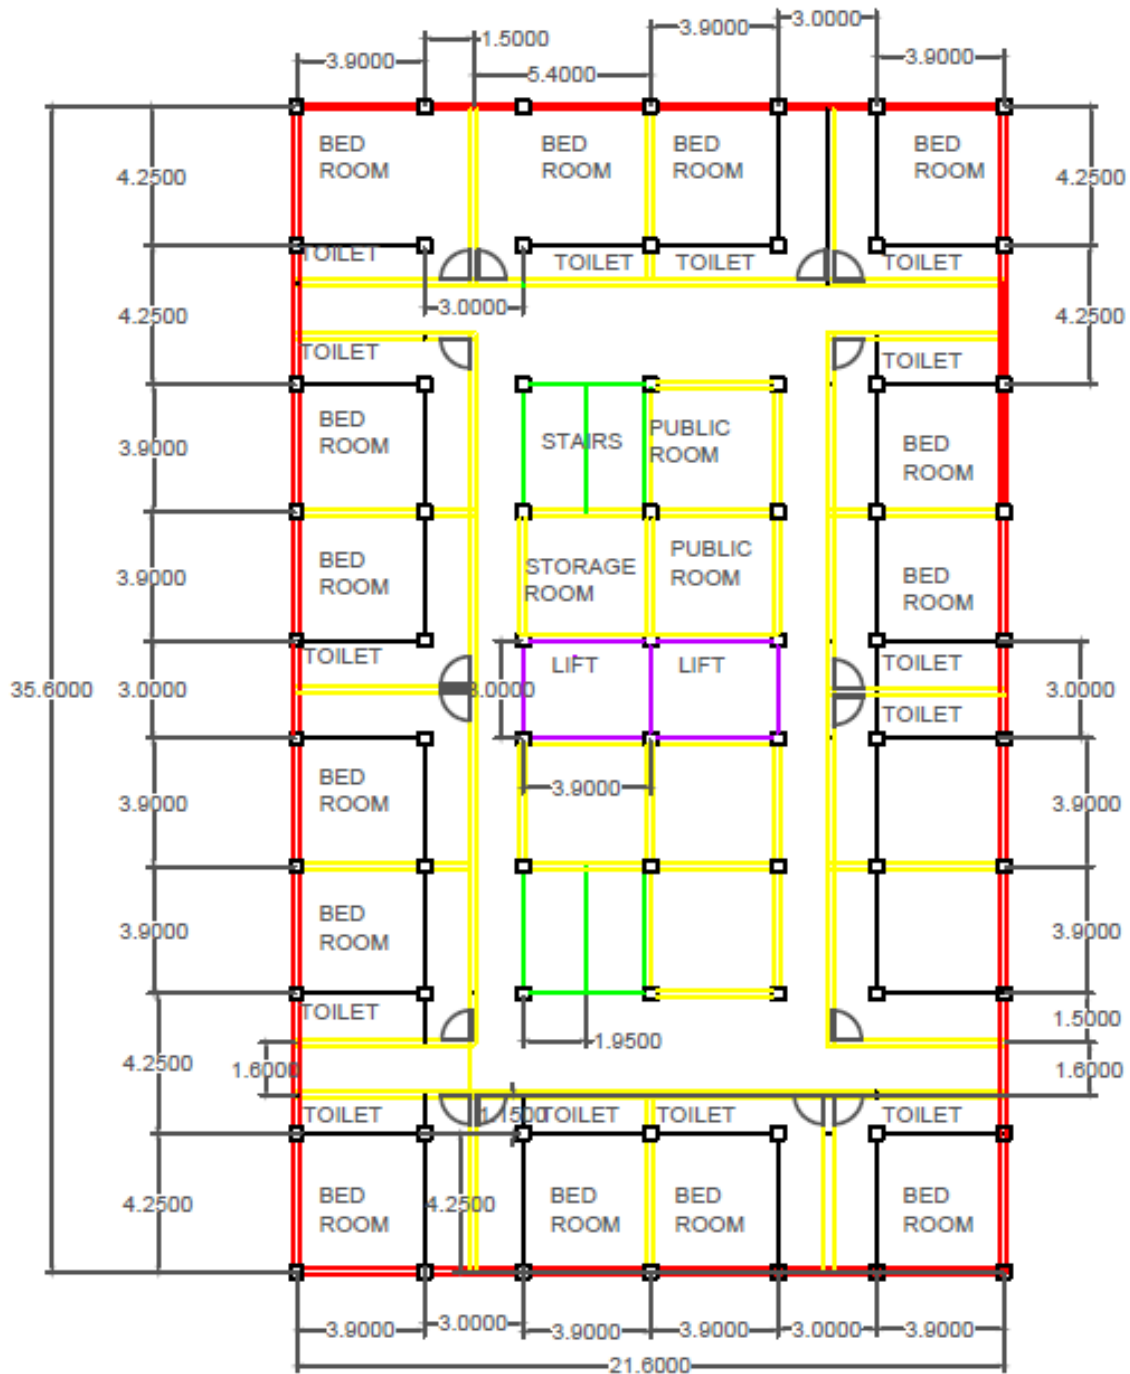 3.9000
1.5000
5.4000
3.9000
3.0000
3.9000
BED
ROOM
BED
ROOM
BED
ROOM
BED
ROOM
4.2500
4.2500
TOILET
TOILET
TOILET
TOILET
3.0000
4.2500
4.2500
TOILET
TOILET
BED
ROOM
STAIRS
PUBLIC
ROOM
BED
ROOM
3.9000
BED
ROOM
STORAGE
ROOM
PUBLIC
ROOM
BED
ROOM
3.9000
TOILET
LIFT
LIFT
TOILET
35.6000
3.0000
3.0000
3.0000
TOILET
BED
ROOM
3.9000
3.9000
3.9000
BED
ROOM
3.9000
3.9000
TOILET
1.9500
1.5000
4.2500
1.6000
1.6000
TOILET
1.1500
TOILET
TOILET
TOILET
BED
ROOM
4.2500
4.2500
BED
ROOM
BED
ROOM
BED
ROOM
3.9000
3.0000
3.9000
3.9000
3.0000
3.9000
21.6000